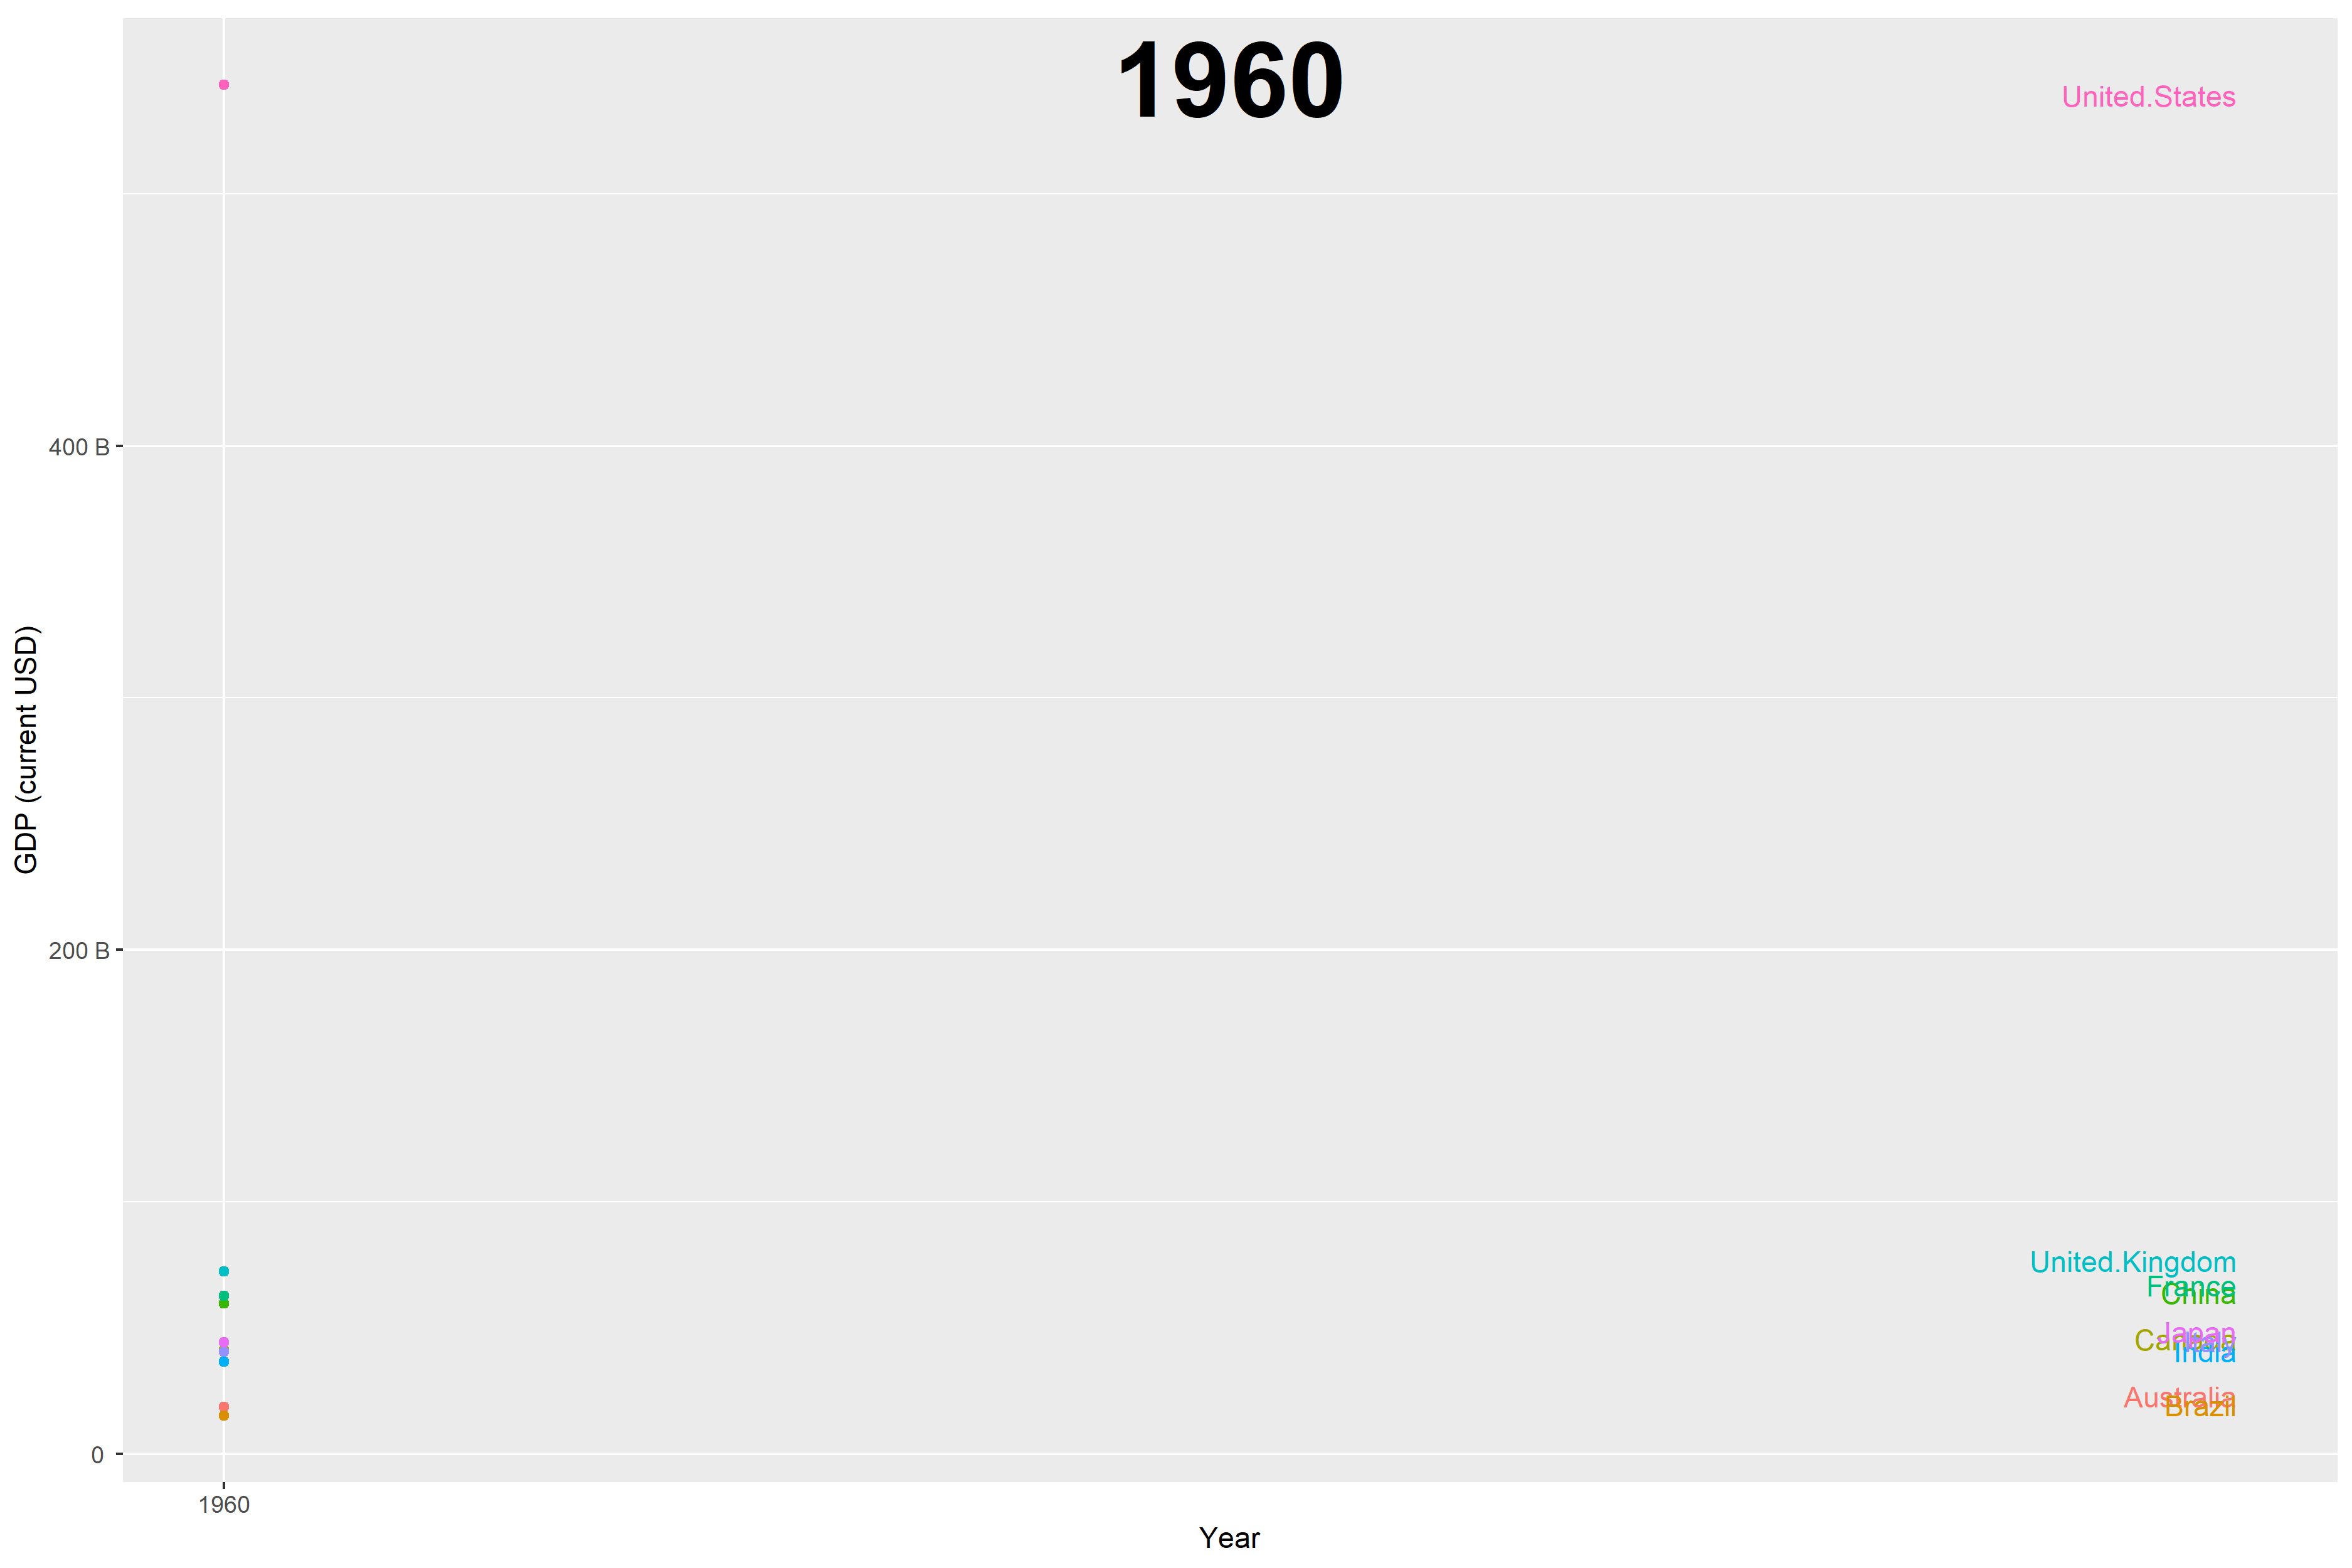 1960
United.States
400 B
GDP (current USD)
200 B
United.Kingdom
France
China
Japan
Canada
Italy
India
Australia
Brazil
0
1960
Year